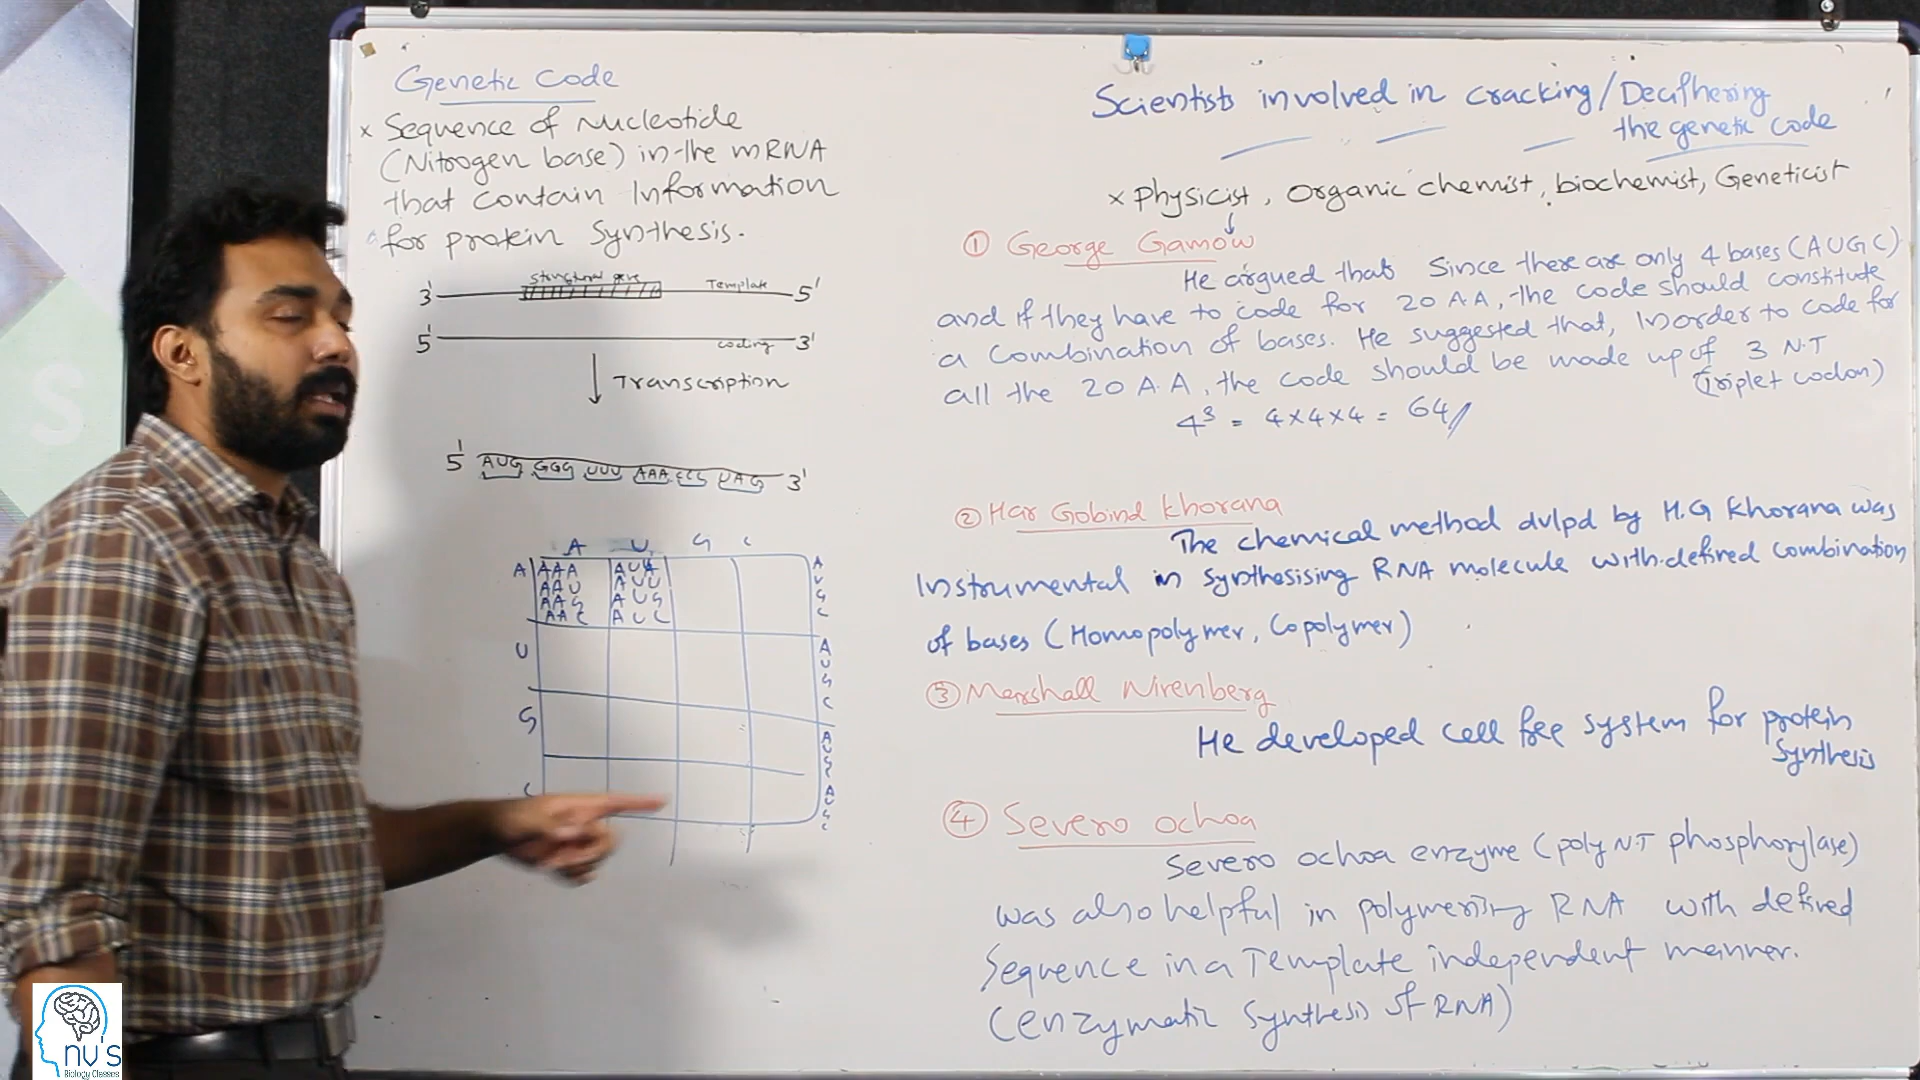 Genetic Code
x Sequence of Nucleotide
(Nitrogen base) in the mRNA
that contain Information
for protein Synthesis.
Structural gene
3' Template 5'
5' coding 3'
Transcription
5' AUG GGG UUU AAA CCC UAG 3'
A U G C
A AAA AUA A
AAU AUU U
AAG AUG G
AAC AUC C
U A U G C
G A U G C
C A U G C
Scientists involved in cracking/Decifhering
the genetic code
x Physicist, Organic chemist, biochemist, Geneticist
① George Gamow
He argued that Since there are only 4 bases (AUGC)
and if they have to code for 20 A.A, the code should constitute
a combination of bases. He suggested that, Inorder to code for
all the 20 A.A, the code should be made up of 3 N.T
(triplet codon)
4³ = 4x4x4 = 64//
② Har Gobind Khorana
The chemical method dvlpd by H.G Khorana was
Instrumental in Synthesising RNA molecule with defined combination
of bases (Homopolymer, Copolymer)
③ Marshall Nirenberg
He developed cell free system for protein
Synthesis
④ Severo ochoa
Severo ochoa enzyme (poly N.T phosphorylase)
was also helpful in polymerising RNA with defined
Sequence in a Template independent manner.
(enzymatic Synthesis of RNA)
S
nv's
Biology Classes